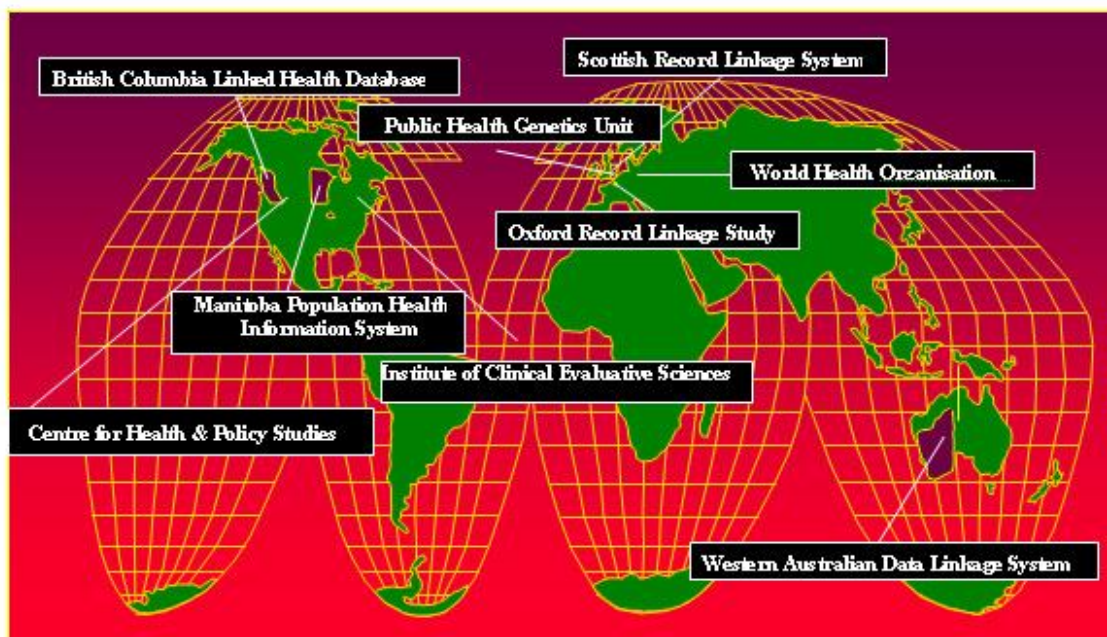 Scottish Record Linkage System
British Columbia Linked Health Database
Public Health Genetics Unit
World Health Organisation
Oxford Record Linkage Study
Manitoba Population Health
Information System
Institute of Clinical Evaluative Sciences
Centre for Health & Policy Studies
Western Australian Data Linkage System